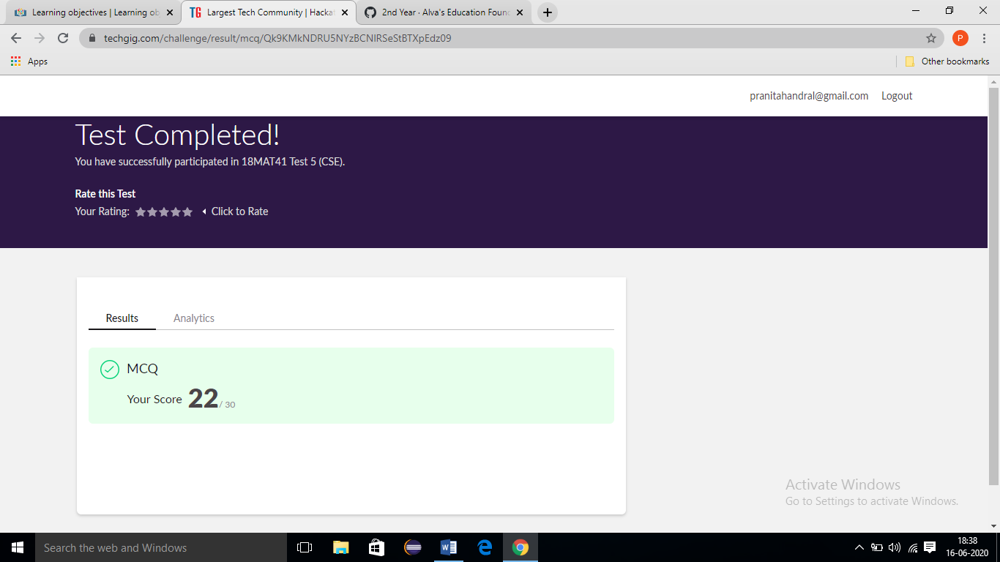 Learning objectives | Learning ob
Largest Tech Community | Hacka
2nd Year · Alva's Education Foun
techgig.com/challenge/result/mcq/Qk9KMkNDRU5NYzBCNlRSeStBTXpEdz09
P
Apps
Other bookmarks
pranitahandral@gmail.com Logout
Test Completed!
You have successfully participated in 18MAT41 Test 5 (CSE).
Rate this Test
Your Rating: Click to Rate
Results Analytics
MCQ
Your Score 22 / 30
Activate Windows
Go to Settings to activate Windows.
Search the web and Windows
18:38
16-06-2020